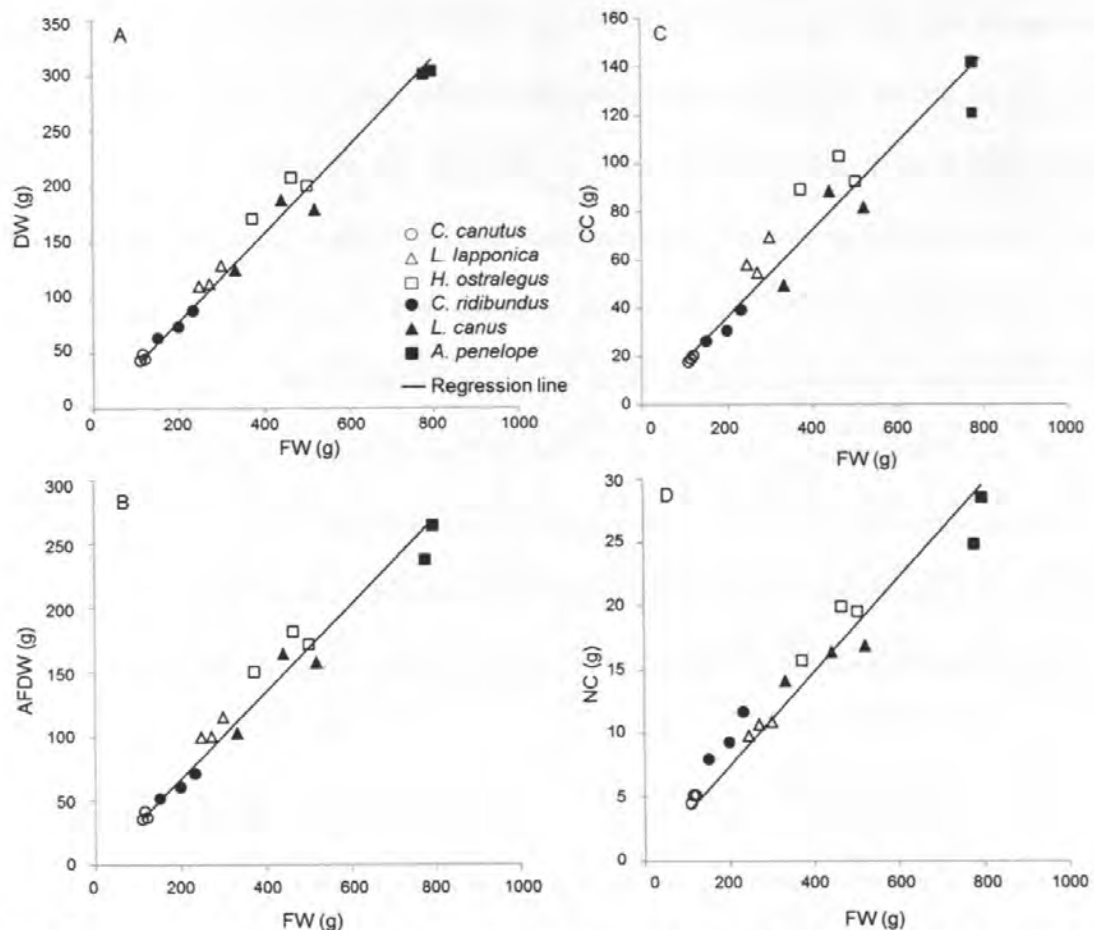 A
DW (g)
350
300
250
200
150
100
50
0
0 200 400 600 800 1000
FW (g)
C. canutus
L. lapponica
H. ostralegus
C. ridibundus
L. canus
A. penelope
Regression line
C
CC (g)
160
140
120
100
80
60
40
20
0
0 200 400 600 800 1000
FW (g)
B
AFDW (g)
300
250
200
150
100
50
0
0 200 400 600 800 1000
FW (g)
D
NC (g)
30
25
20
15
10
5
0
0 200 400 600 800 1000
FW (g)